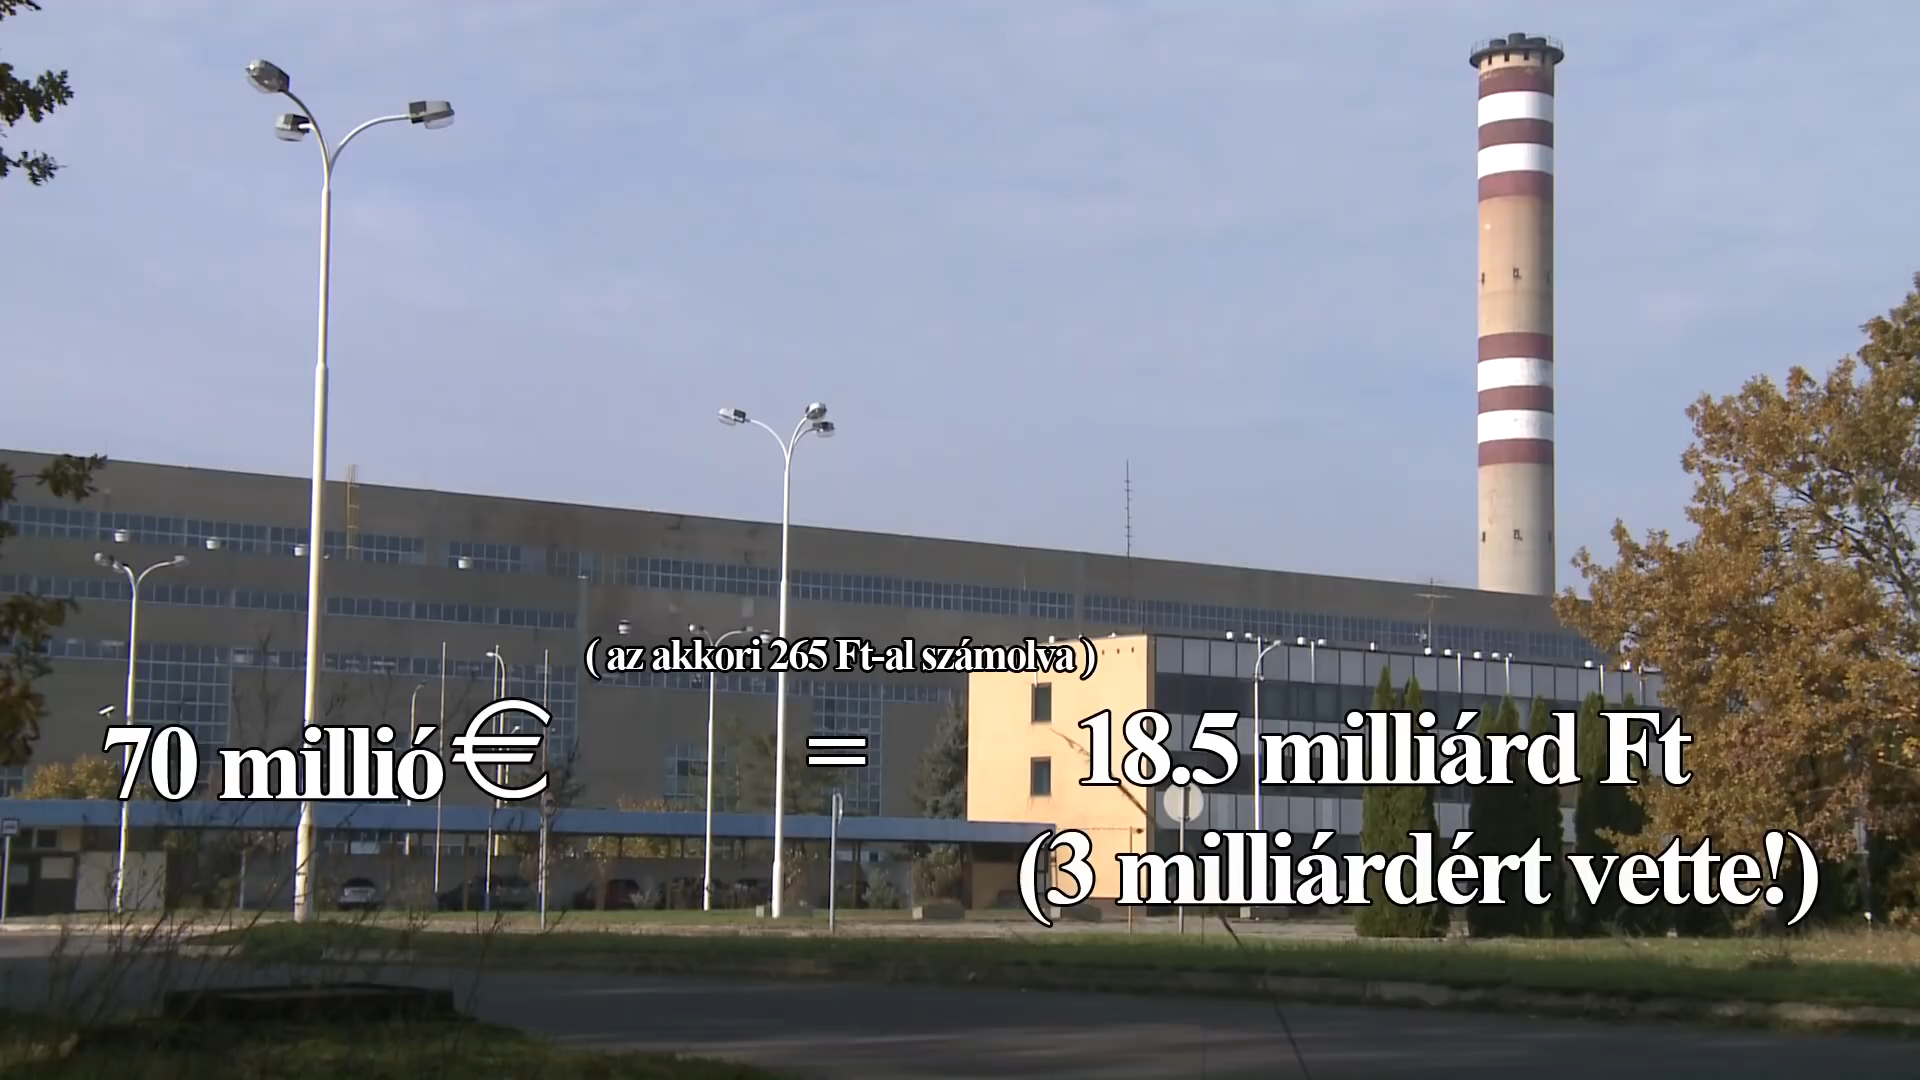 ( az akkori 265 Ft-al számolva )
70 millió € = 18.5 milliárd Ft
(3 milliárdért vette!)